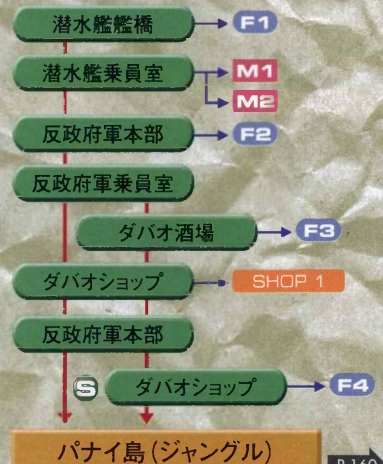 潜水艦艦橋 F1
潜水艦乗員室 M1
M2
反政府軍本部 F2
反政府軍乗員室
ダバオ酒場 F3
ダバオショップ SHOP 1
反政府軍本部
S ダバオショップ F4
パナイ島(ジャングル)
P.160